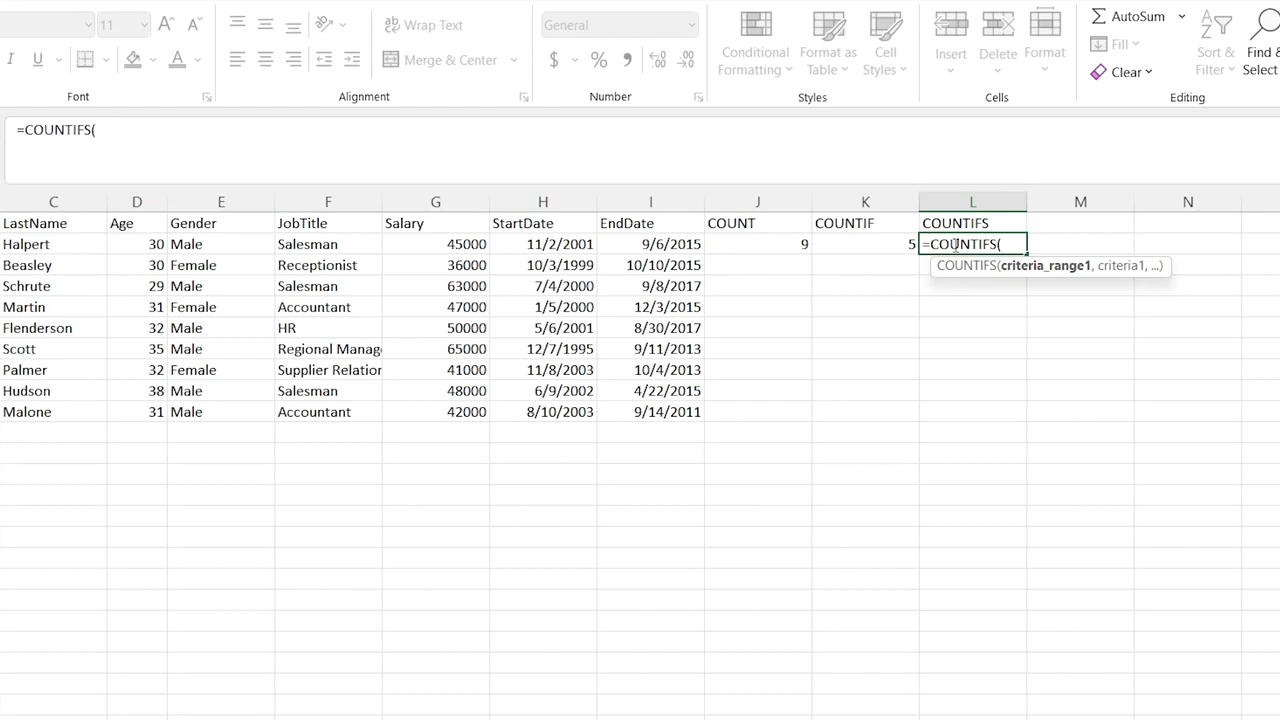 11 A^ Aˇ ab Wrap Text General AutoSum
I U A Merge & Center $ % 9 Conditional Formatting Format as Table Cell Styles Insert Delete Format Fill Sort & Filter Find & Select
Clear
Font Alignment Number Styles Cells Editing
=COUNTIFS(
C D E F G H I J K L M N
LastName Age Gender JobTitle Salary StartDate EndDate COUNT COUNTIF COUNTIFS
Halpert 30 Male Salesman 45000 11/2/2001 9/6/2015 9 5 =COUNTIFS(
Beasley 30 Female Receptionist 36000 10/3/1999 10/10/2015 COUNTIFS(criteria_range1, criteria1, ...)
Schrute 29 Male Salesman 63000 7/4/2000 9/8/2017
Martin 31 Female Accountant 47000 1/5/2000 12/3/2015
Flenderson 32 Male HR 50000 5/6/2001 8/30/2017
Scott 35 Male Regional Manag 65000 12/7/1995 9/11/2013
Palmer 32 Female Supplier Relation 41000 11/8/2003 10/4/2013
Hudson 38 Male Salesman 48000 6/9/2002 4/22/2015
Malone 31 Male Accountant 42000 8/10/2003 9/14/2011